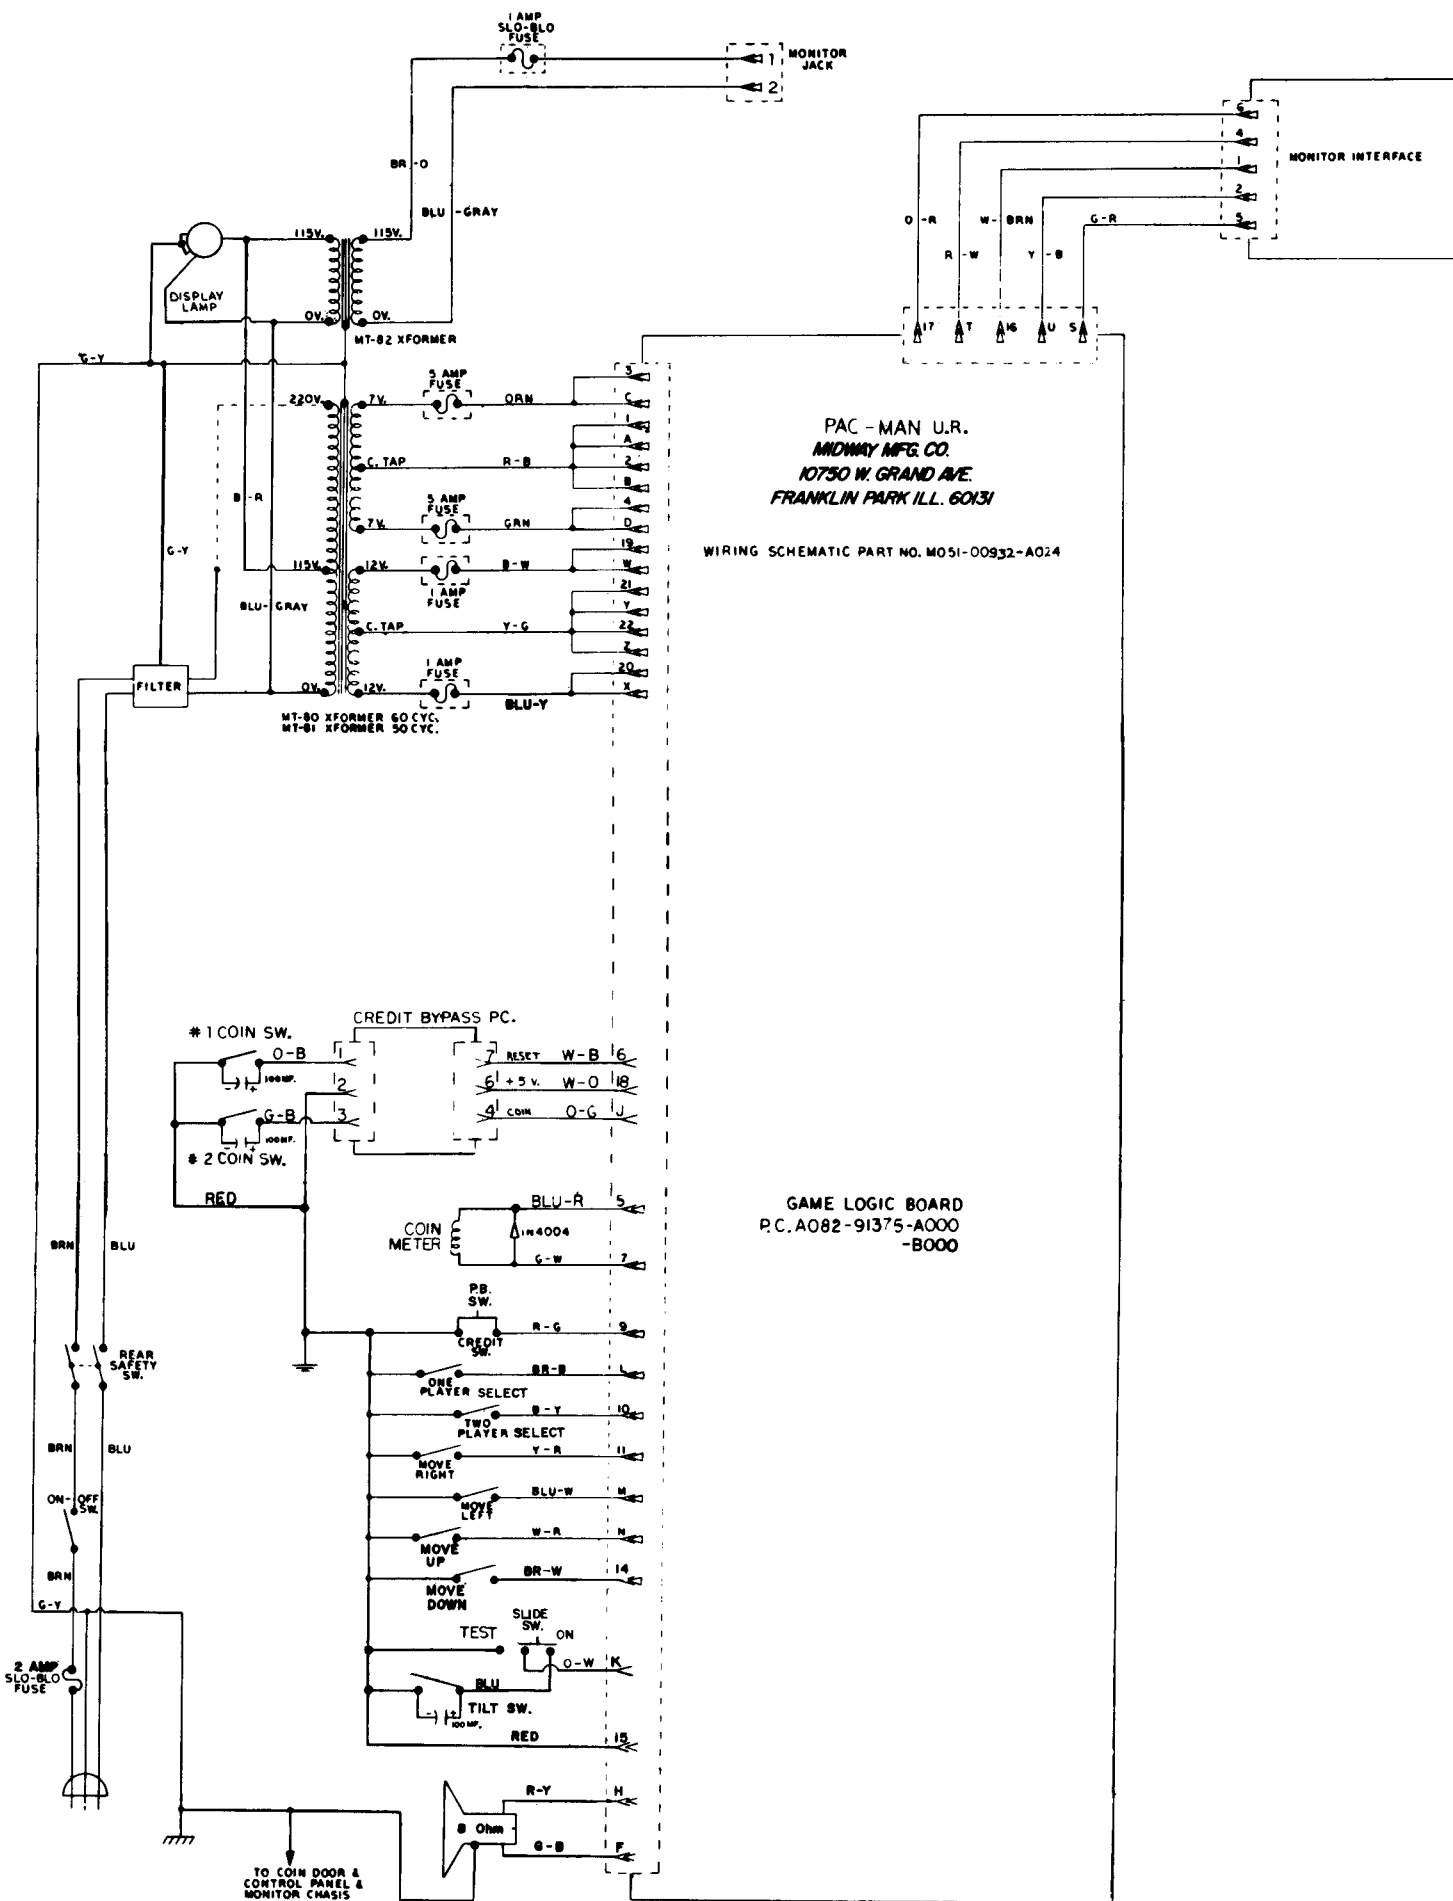 1 AMP
SLO-BLO
FUSE
1
MONITOR
JACK
2
BR-O
BLU-GRAY
6
4
1
2
5
MONITOR INTERFACE
O-R
W-BRN
G-R
R-W
Y-B
17
T
16
U
S
115V.
115V.
DISPLAY
LAMP
0V.
0V.
MT-82 XFORMER
G-Y
220V.
7V.
5 AMP
FUSE
ORN
3
C
1
A
C. TAP
R-B
2
B
B-R
5 AMP
FUSE
4
7V.
GRN
D
G-Y
19
115V.
12V.
B-W
W
1 AMP
FUSE
21
BLU-GRAY
Y
C. TAP
Y-G
22
Z
1 AMP
FUSE
20
FILTER
0V.
12V.
BLU-Y
X
MT-80 XFORMER 60 CYC.
MT-81 XFORMER 50 CYC.
PAC-MAN U.R.
MIDWAY MFG. CO.
10750 W. GRAND AVE.
FRANKLIN PARK ILL. 60131
WIRING SCHEMATIC PART NO. M051-00932-A024
CREDIT BYPASS PC.
# 1 COIN SW.
O-B
1
- +
100MF.
2
G-B
3
- +
100MF.
# 2 COIN SW.
7 RESET W-B 6
6 +5 v. W-O 18
4 COIN O-G J
RED
COIN
METER
BLU-R
5
1N4004
G-W
7
GAME LOGIC BOARD
P.C. A082-91375-A000
-B000
BRN
BLU
P.B.
SW.
CREDIT
SW.
R-G
9
REAR
SAFETY
SW.
ONE
PLAYER SELECT
BR-B
L
TWO
PLAYER SELECT
B-Y
10
BRN
BLU
MOVE
RIGHT
Y-R
11
ON-OFF
SW.
MOVE
LEFT
BLU-W
M
MOVE
UP
W-R
N
BRN
MOVE
DOWN
BR-W
14
G-Y
TEST
SLIDE
SW.
ON
O-W
K
2 AMP
SLO-BLO
FUSE
BLU
TILT SW.
- +
100MF.
RED
15
R-Y
H
8 Ohm
G-B
F
TO COIN DOOR &
CONTROL PANEL &
MONITOR CHASIS